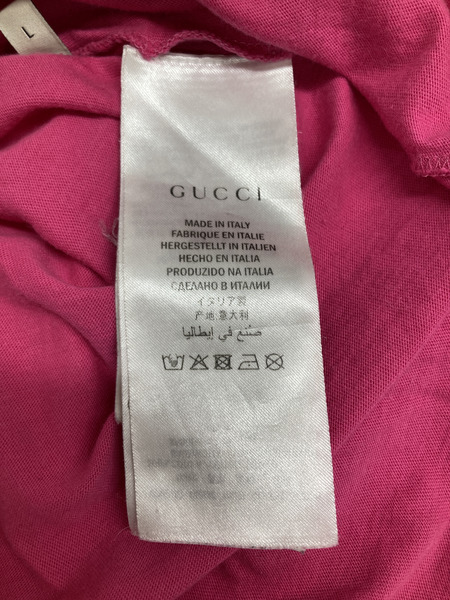 L
GUCCI
MADE IN ITALY
FABRIQUE EN ITALIE
HERGESTELLT IN ITALIEN
HECHO EN ITALIA
PRODUZIDO NA ITALIA
СДЕЛАНО В ИТАЛИИ
イタリア製
产地:意大利
صُنع في إيطاليا